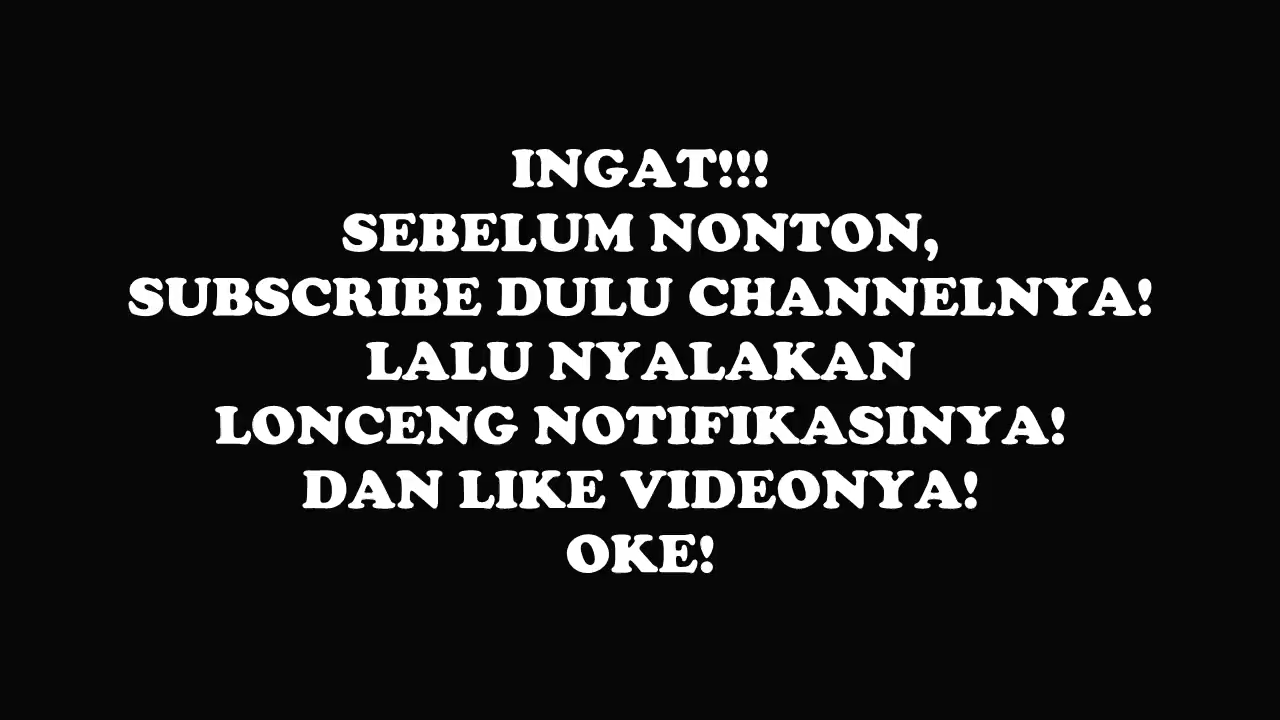 INGAT!!!
SEBELUM NONTON,
SUBSCRIBE DULU CHANNELNYA!
LALU NYALAKAN
LONCENG NOTIFIKASINYA!
DAN LIKE VIDEONYA!
OKE!